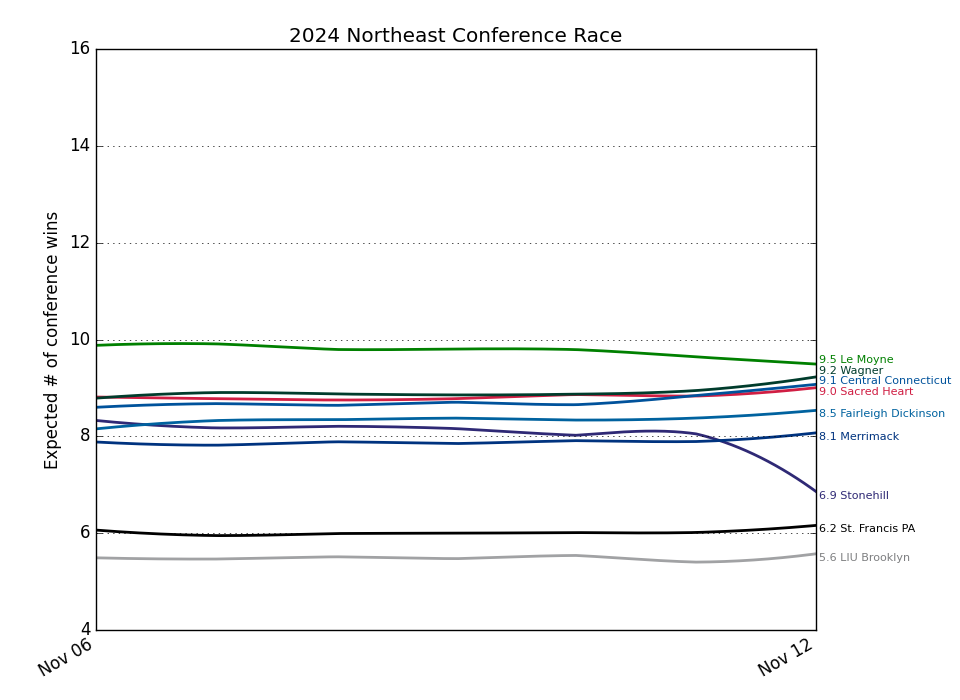 2024 Northeast Conference Race
Expected # of conference wins
16
14
12
10
8
6
4
Nov 06
Nov 12
9.5 Le Moyne
9.2 Wagner
9.1 Central Connecticut
9.0 Sacred Heart
8.5 Fairleigh Dickinson
8.1 Merrimack
6.9 Stonehill
6.2 St. Francis PA
5.6 LIU Brooklyn